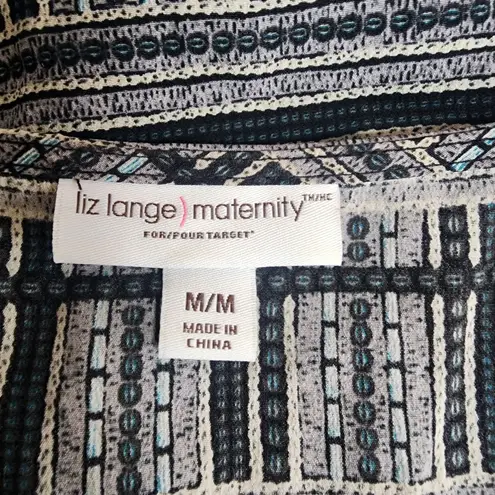 liz lange) maternity TM/MC
FOR/POUR TARGET*
M/M
MADE IN
CHINA